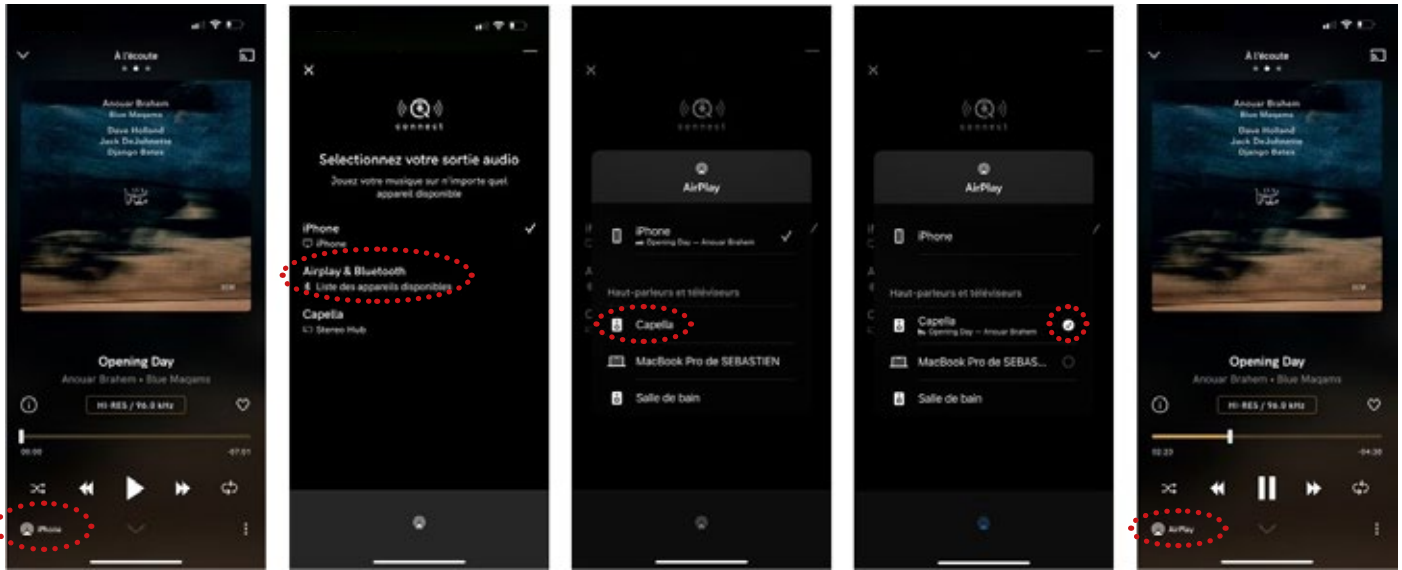 À l'écoute
Anouar Brahem
Blue Maqams
Dave Holland
Jack DeJohnette
Django Bates
ECM
Opening Day
Anouar Brahem • Blue Maqams
HI-RES / 96.0 kHz
00:00
-07:01
iPhone
connect
Selectionnez votre sortie audio
Jouez votre musique sur n'importe quel
appareil disponible
iPhone
iPhone
Airplay & Bluetooth
Liste des appareils disponibles
Capella
Stereo Hub
connect
AirPlay
iPhone
Opening Day — Anouar Brahem
Haut-parleurs et téléviseurs
Capella
MacBook Pro de SEBASTIEN
Salle de bain
connect
AirPlay
iPhone
Haut-parleurs et téléviseurs
Capella
Opening Day — Anouar Brahem
MacBook Pro de SEBAS...
Salle de bain
À l'écoute
Anouar Brahem
Blue Maqams
Dave Holland
Jack DeJohnette
Django Bates
ECM
Opening Day
Anouar Brahem • Blue Maqams
HI-RES / 96.0 kHz
02:23
-04:38
AirPlay